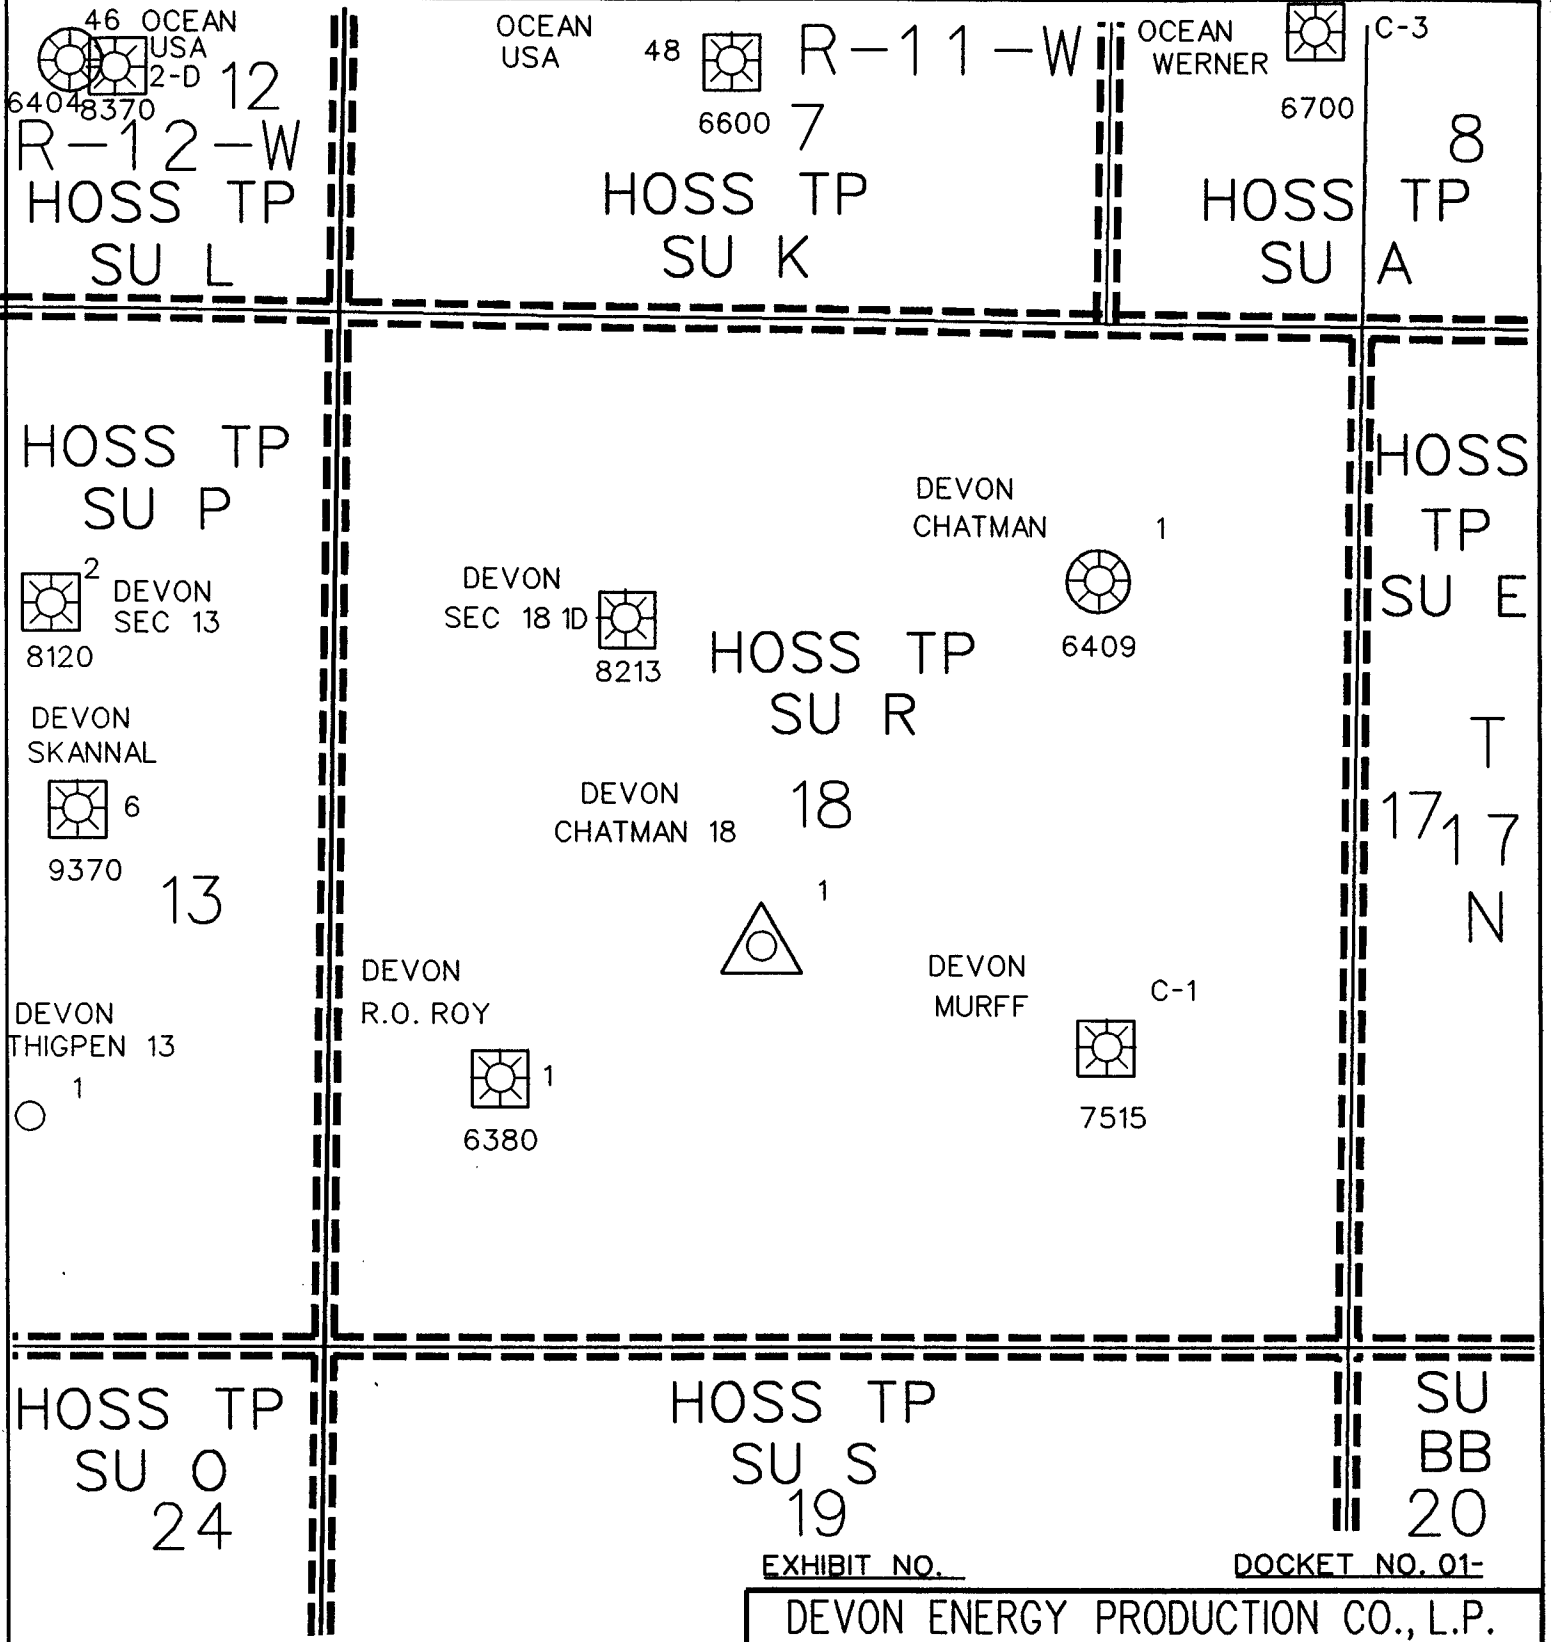 46 OCEAN
USA
2-D
6404
8370
12
R-12-W
HOSS TP
SU L
OCEAN
USA
48
6600
R-11-W
7
HOSS TP
SU K
OCEAN
WERNER
C-3
6700
8
HOSS TP
SU A
HOSS TP
SU P
2
DEVON
SEC 13
8120
DEVON
SKANNAL
6
9370
13
DEVON
THIGPEN 13
1
DEVON
CHATMAN
1
6409
DEVON
SEC 18 1D
8213
HOSS TP
SU R
18
DEVON
CHATMAN 18
1
DEVON
R.O. ROY
1
6380
DEVON
MURFF
C-1
7515
HOSS
TP
SU E
17
T
17
N
HOSS TP
SU O
24
HOSS TP
SU S
19
SU
BB
20
EXHIBIT NO.
DOCKET NO. 01-
DEVON ENERGY PRODUCTION CO., L.P.